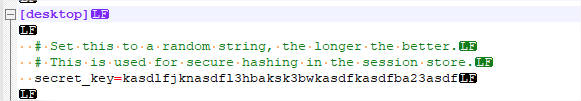 [desktop]LF
LF
# Set this to a random string, the longer the better.LF
# This is used for secure hashing in the session store.LF
secret_key=kasdlfjknasdfl3hbaksk3bwkasdfkasdfba23asdfLF
LF